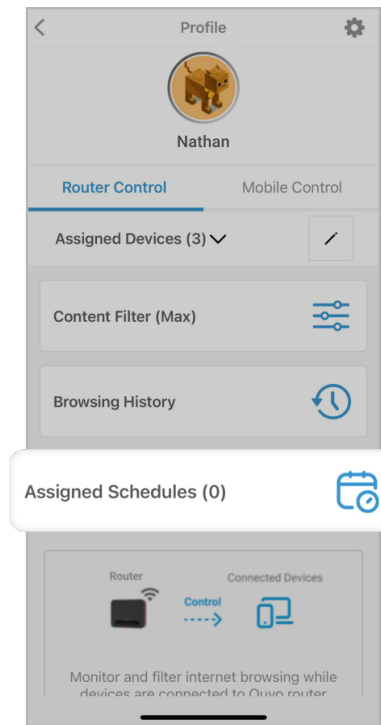 Profile
Nathan
Router Control Mobile Control
Assigned Devices (3)
Content Filter (Max)
Browsing History
Assigned Schedules (0)
Router Connected Devices
Control
Monitor and filter internet browsing while
devices are connected to Quvo router